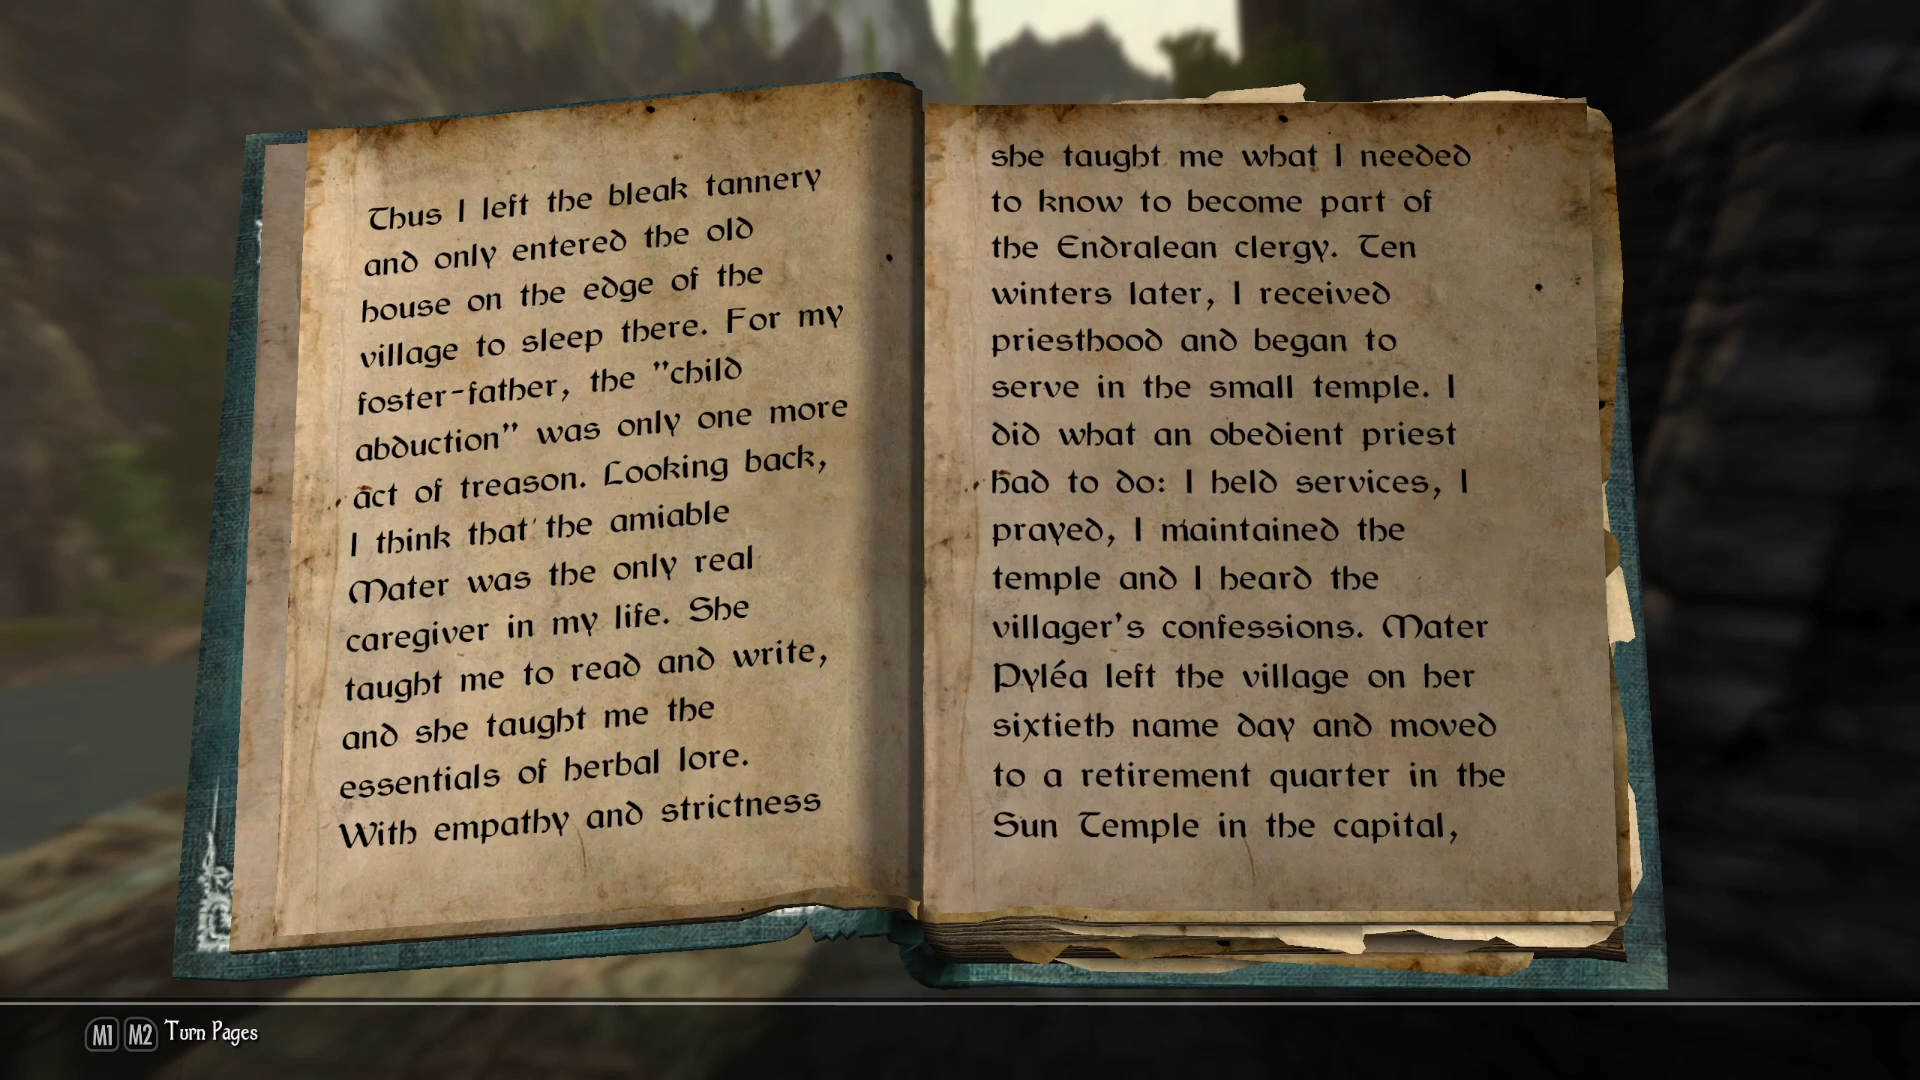 Thus I left the bleak tannery
and only entered the old
house on the edge of the
village to sleep there. For my
foster-father, the "child
abduction" was only one more
act of treason. Looking back,
I think that the amiable
Mater was the only real
caregiver in my life. She
taught me to read and write,
and she taught me the
essentials of herbal lore.
With empathy and strictness
she taught me what I needed
to know to become part of
the Endralean clergy. Ten
winters later, I received
priesthood and began to
serve in the small temple. I
did what an obedient priest
had to do: I held services, I
prayed, I maintained the
temple and I heard the
villager's confessions. Mater
Pyléa left the village on her
sixtieth name day and moved
to a retirement quarter in the
Sun Temple in the capital,
M1 M2 Turn Pages